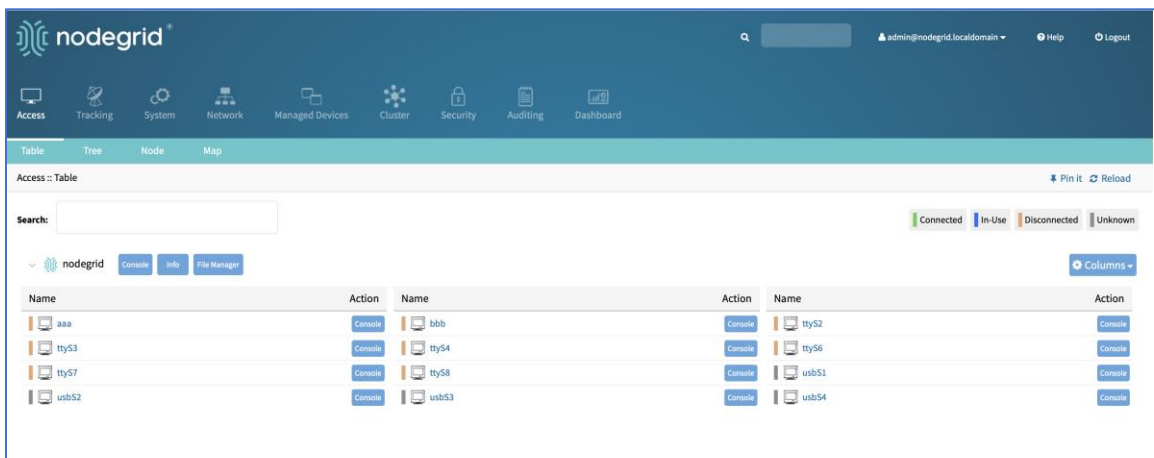 nodegrid®
admin@nodegrid.localdomain Help Logout
Access Tracking System Network Managed Devices Cluster Security Auditing Dashboard
Table Tree Node Map
Access :: Table Pin it Reload
Search: Connected In-Use Disconnected Unknown
nodegrid Console Info File Manager Columns
Name Action Name Action Name Action
aaa Console bbb Console ttyS2 Console
ttyS3 Console ttyS4 Console ttyS6 Console
ttyS7 Console ttyS8 Console usbS1 Console
usbS2 Console usbS3 Console usbS4 Console